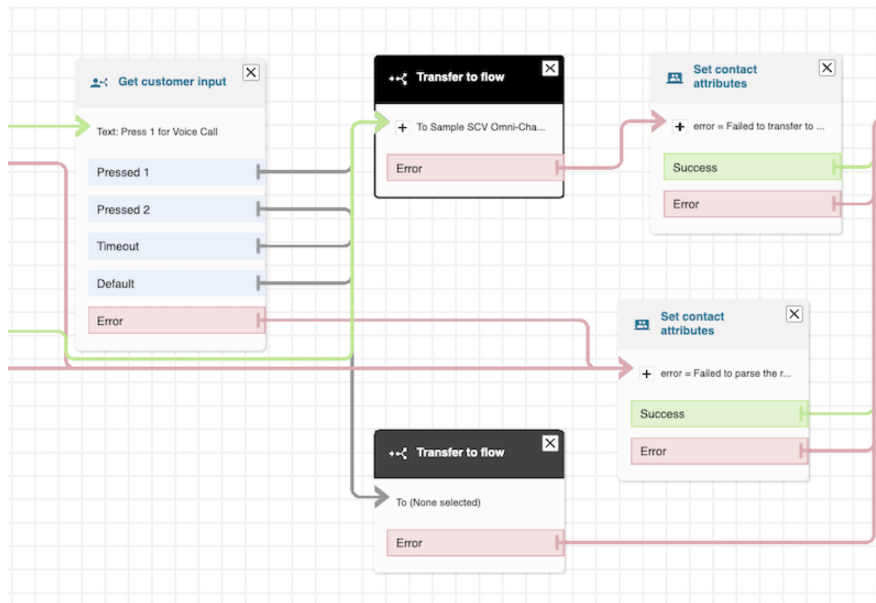 Get customer input
Text: Press 1 for Voice Call
Pressed 1
Pressed 2
Timeout
Default
Error
Transfer to flow
To Sample SCV Omni-Cha...
Error
Set contact
attributes
error = Failed to transfer to ...
Success
Error
Set contact
attributes
error = Failed to parse the r...
Success
Error
Transfer to flow
To (None selected)
Error